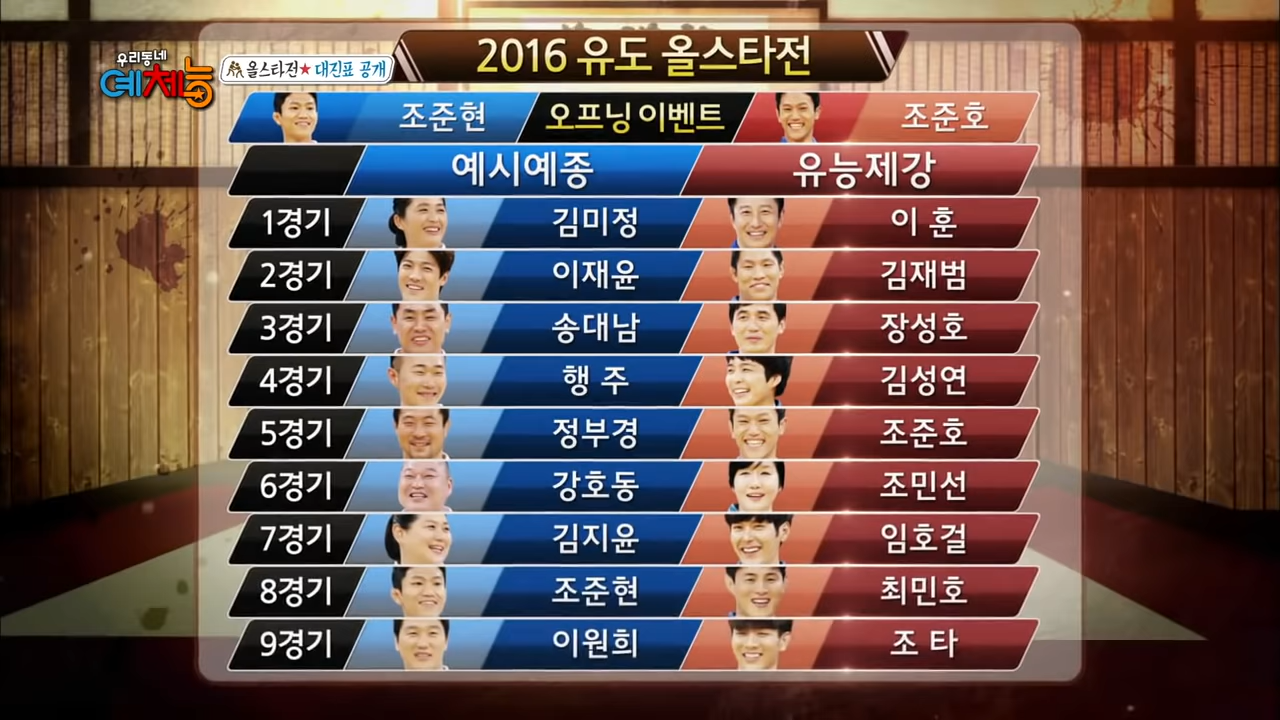 우리동네
예체능
올스타전★대진표 공개
2016 유도 올스타전
조준현 오프닝 이벤트 조준호
예시예종 유능제강
1경기 김미정 이 훈
2경기 이재윤 김재범
3경기 송대남 장성호
4경기 행 주 김성연
5경기 정부경 조준호
6경기 강호동 조민선
7경기 김지윤 임호걸
8경기 조준현 최민호
9경기 이원희 조 타